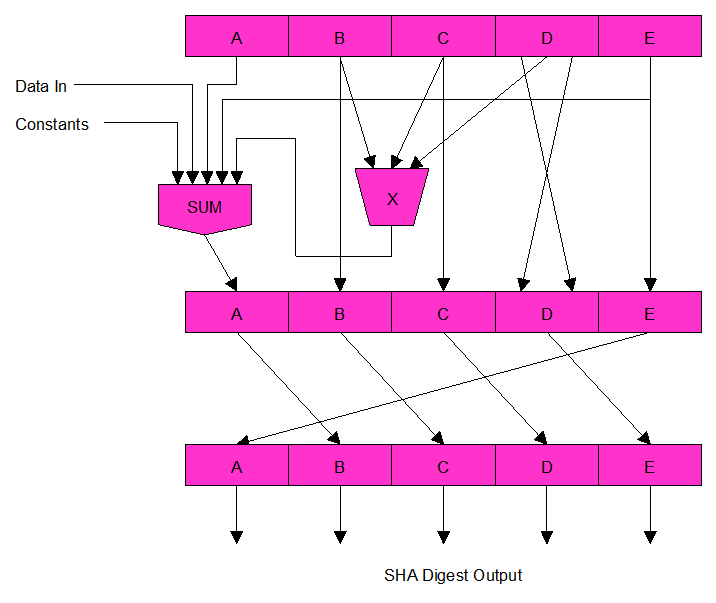 A B C D E
Data In
Constants
SUM
X
A B C D E
A B C D E
SHA Digest Output